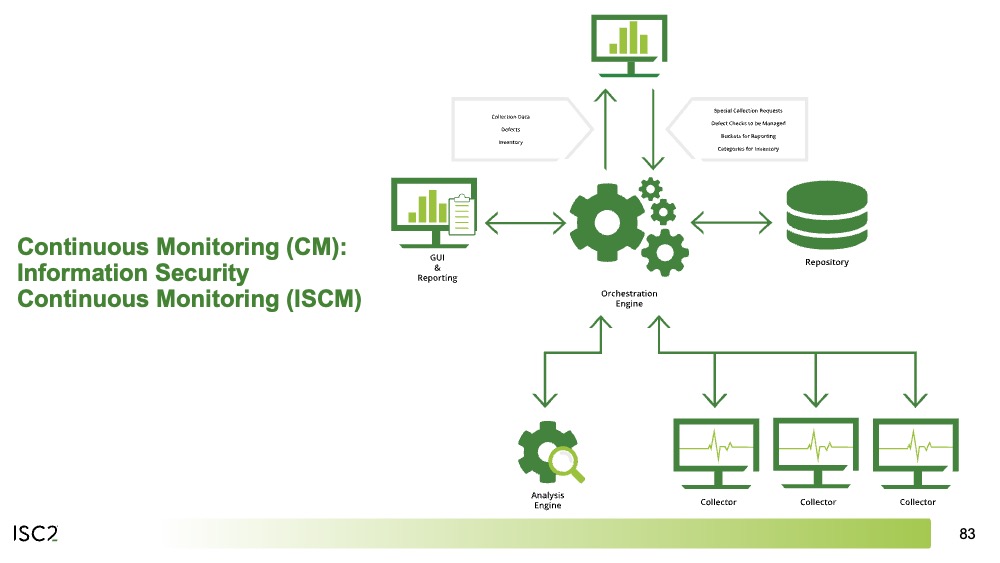 Collection Data
Defects
Inventory
Special Collection Requests
Defect Checks to be Managed
Buckets for Reporting
Categories for Inventory
GUI
&
Reporting
Orchestration
Engine
Repository
Continuous Monitoring (CM):
Information Security
Continuous Monitoring (ISCM)
Analysis
Engine
Collector
Collector
Collector
ISC2
83